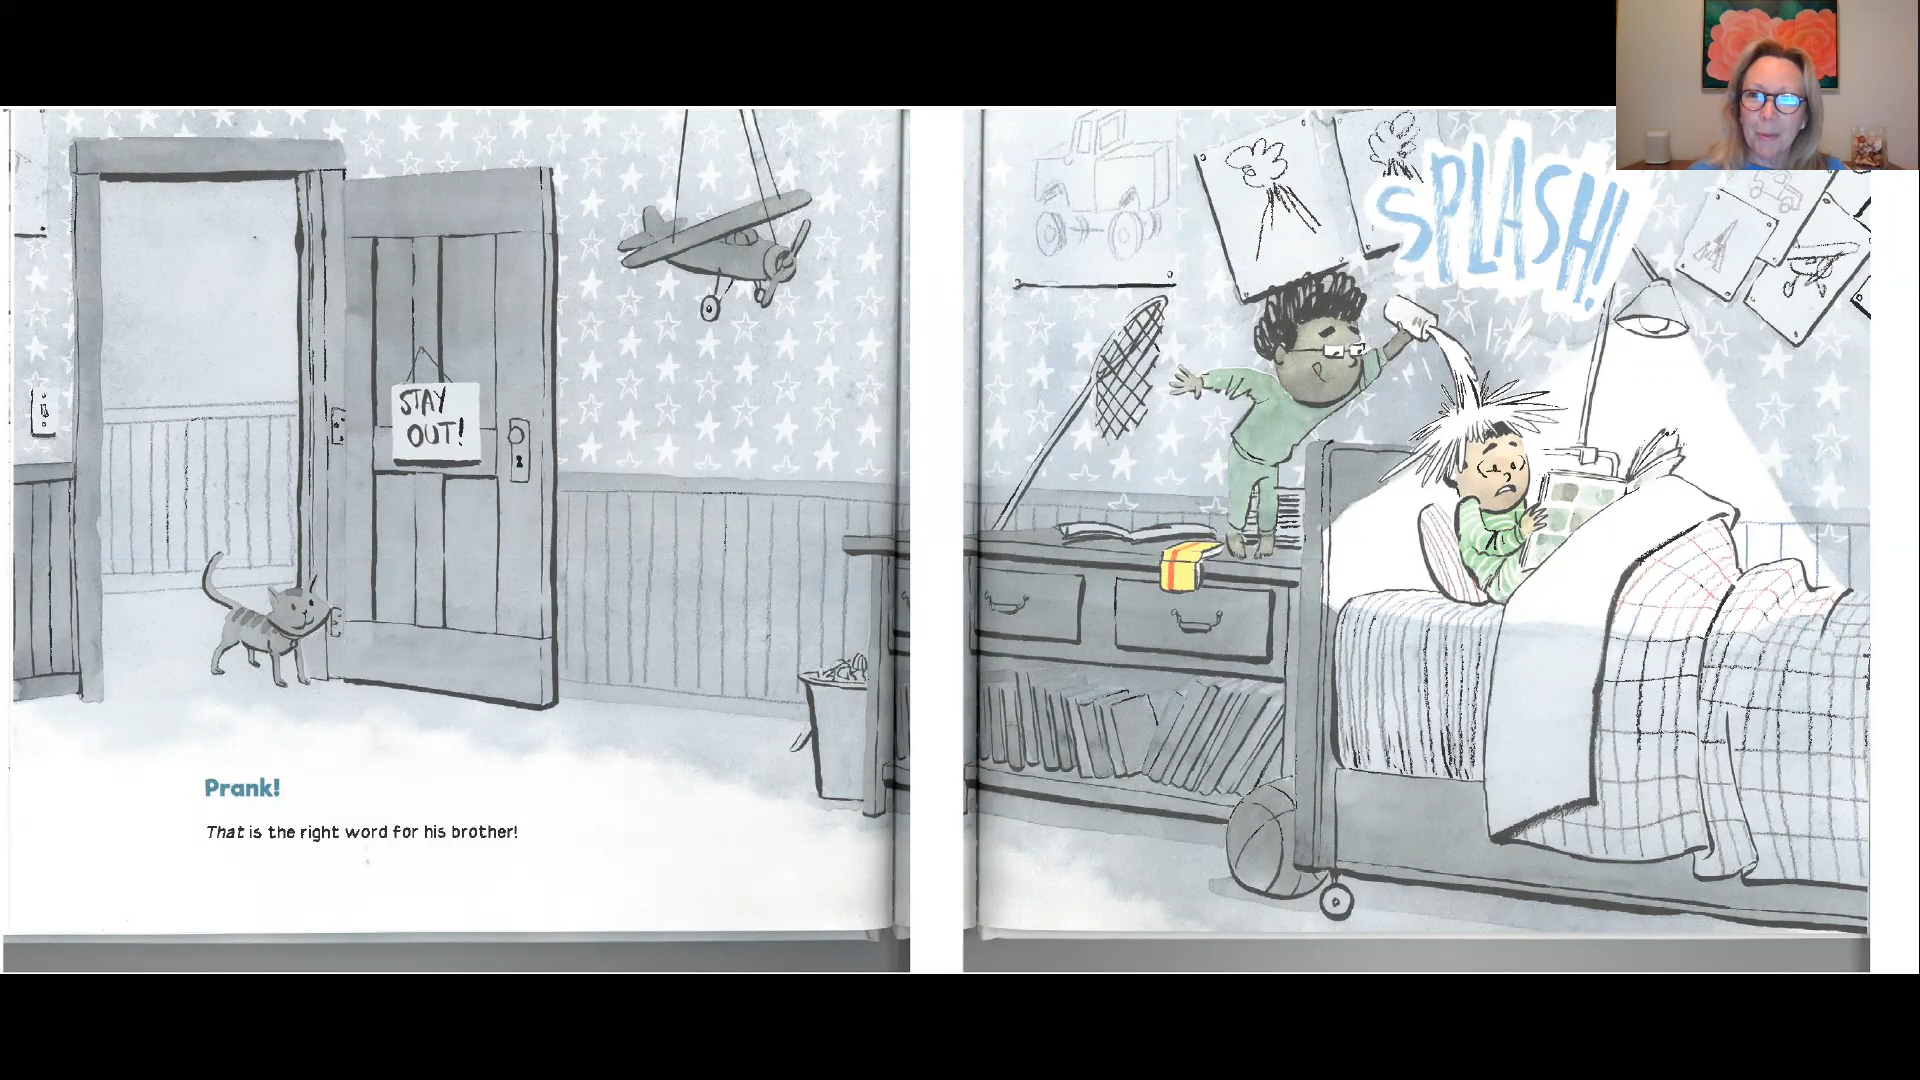 STAY
OUT!
Prank!
That is the right word for his brother!
SPLASH!